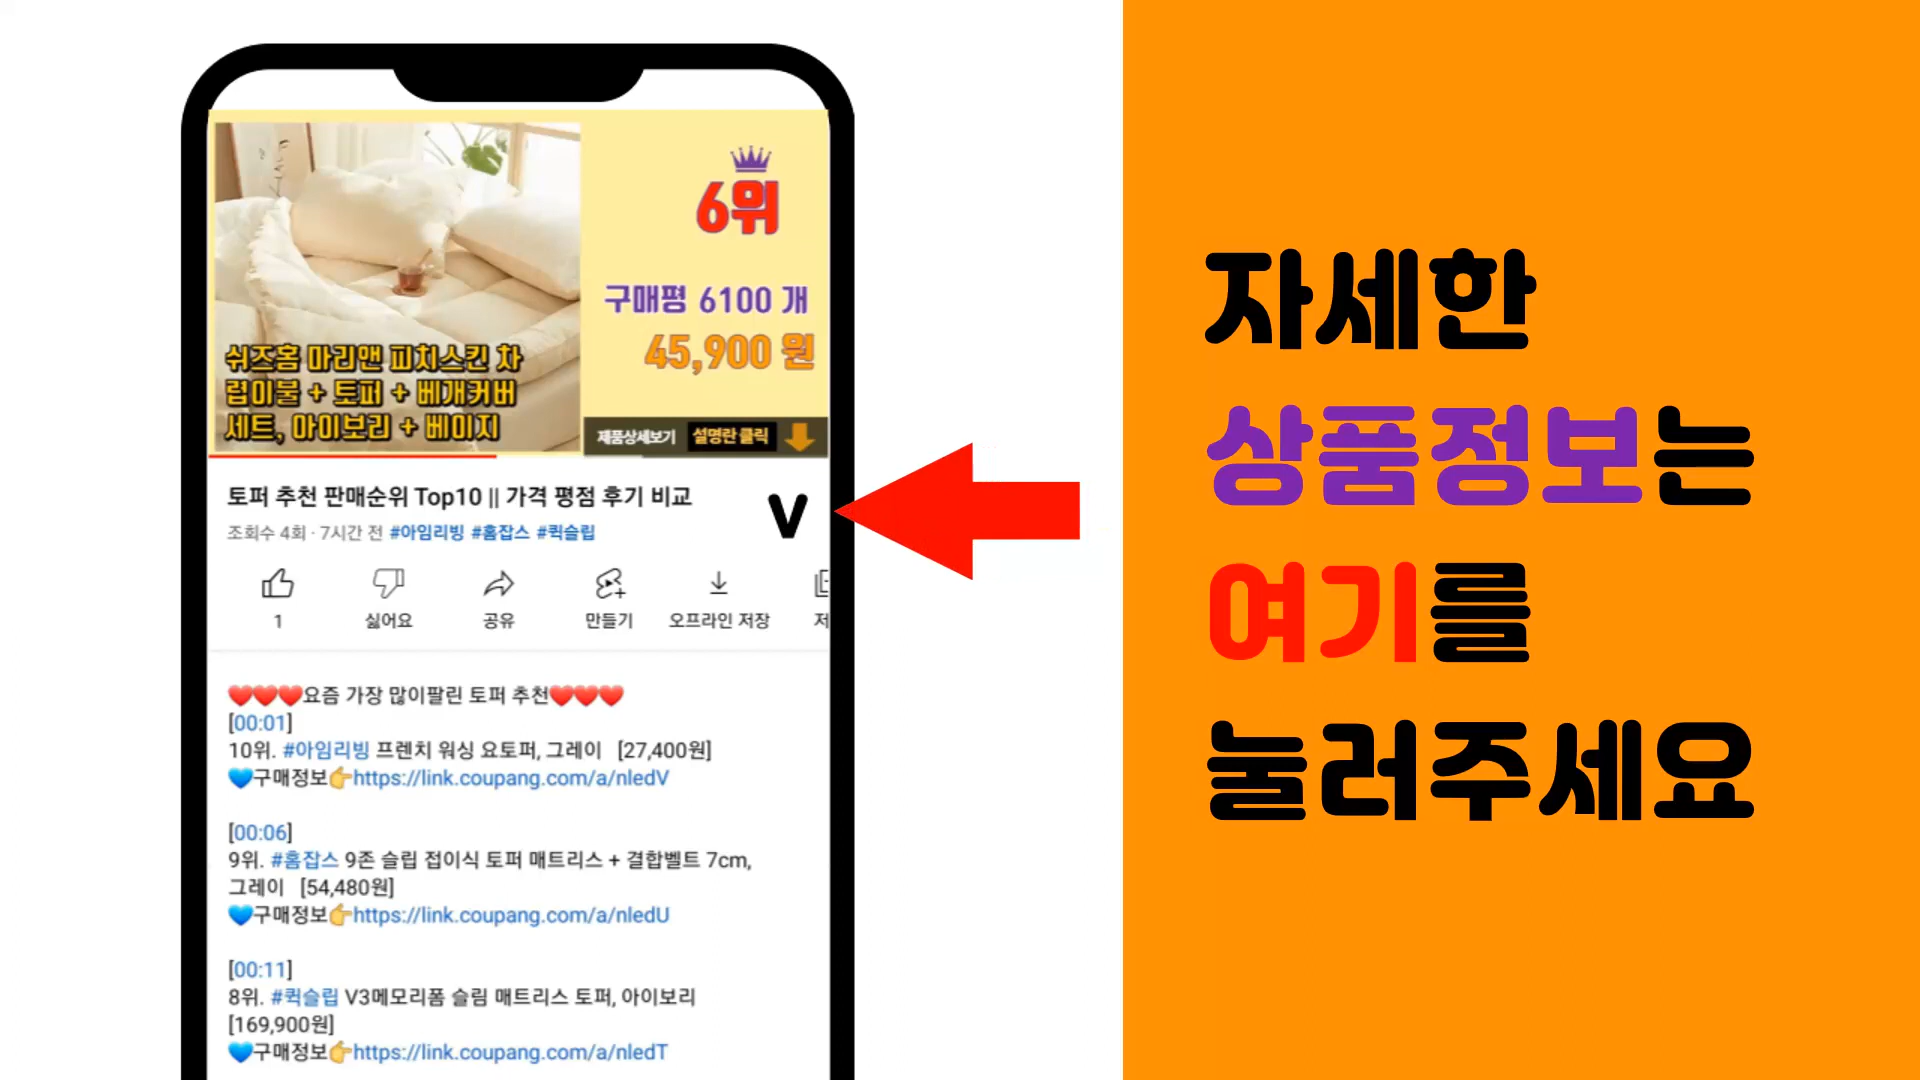 6위
구매평 6100 개
45,900 원
쉬즈홈 마리앤 피치스킨 차
렵이불 + 토퍼 + 베개커버
세트, 아이보리 + 베이지
제품상세보기 설명란 클릭
토퍼 추천 판매순위 Top10 || 가격 평점 후기 비교
V
조회수 4회 · 7시간 전 #아임리빙 #홈잡스 #퀵슬립
1 싫어요 공유 만들기 오프라인 저장 저
❤️❤️❤️요즘 가장 많이팔린 토퍼 추천❤️❤️❤️
[00:01]
10위. #아임리빙 프렌치 워싱 요토퍼, 그레이 [27,400원]
💙구매정보👉https://link.coupang.com/a/nledV
[00:06]
9위. #홈잡스 9존 슬립 접이식 토퍼 매트리스 + 결합벨트 7cm,
그레이 [54,480원]
💙구매정보👉https://link.coupang.com/a/nledU
[00:11]
8위. #퀵슬립 V3메모리폼 슬림 매트리스 토퍼, 아이보리
[169,900원]
💙구매정보👉https://link.coupang.com/a/nledT
자세한
상품정보는
여기를
눌러주세요